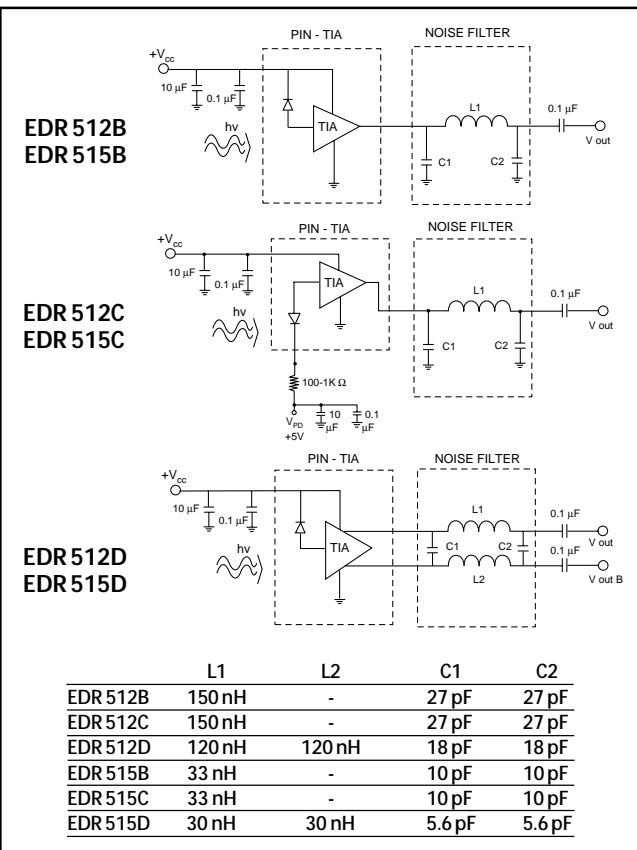 PIN - TIA
NOISE FILTER
+Vcc
10 µF
0.1 µF
hv
TIA
L1
C1
C2
0.1 µF
V out
EDR 512B
EDR 515B
PIN - TIA
NOISE FILTER
+Vcc
10 µF
0.1 µF
hv
TIA
L1
C1
C2
0.1 µF
V out
100-1K Ω
VPD
+5V
10
µF
0.1
µF
EDR 512C
EDR 515C
PIN - TIA
NOISE FILTER
+Vcc
10 µF
0.1 µF
hv
TIA
L1
C1
C2
L2
0.1 µF
V out
0.1 µF
V out B
EDR 512D
EDR 515D
L1 L2 C1 C2
EDR 512B 150 nH - 27 pF 27 pF
EDR 512C 150 nH - 27 pF 27 pF
EDR 512D 120 nH 120 nH 18 pF 18 pF
EDR 515B 33 nH - 10 pF 10 pF
EDR 515C 33 nH - 10 pF 10 pF
EDR 515D 30 nH 30 nH 5.6 pF 5.6 pF